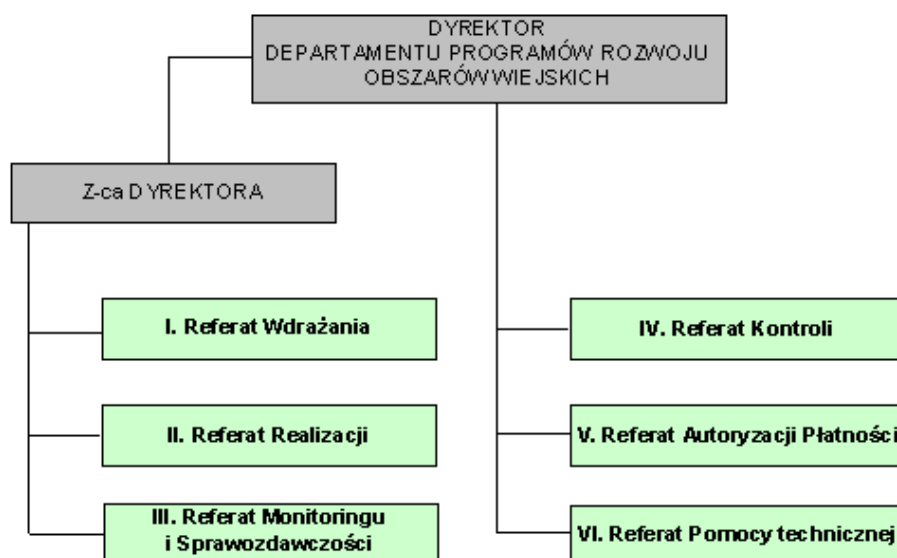 DYREKTOR
DEPARTAMENTU PROGRAMÓW ROZWOJU
OBSZARÓW WIEJSKICH
Z-ca DYREKTORA
I. Referat Wdrażania
II. Referat Realizacji
III. Referat Monitoringu
i Sprawozdawczości
IV. Referat Kontroli
V. Referat Autoryzacji Płatności
VI. Referat Pomocy technicznej